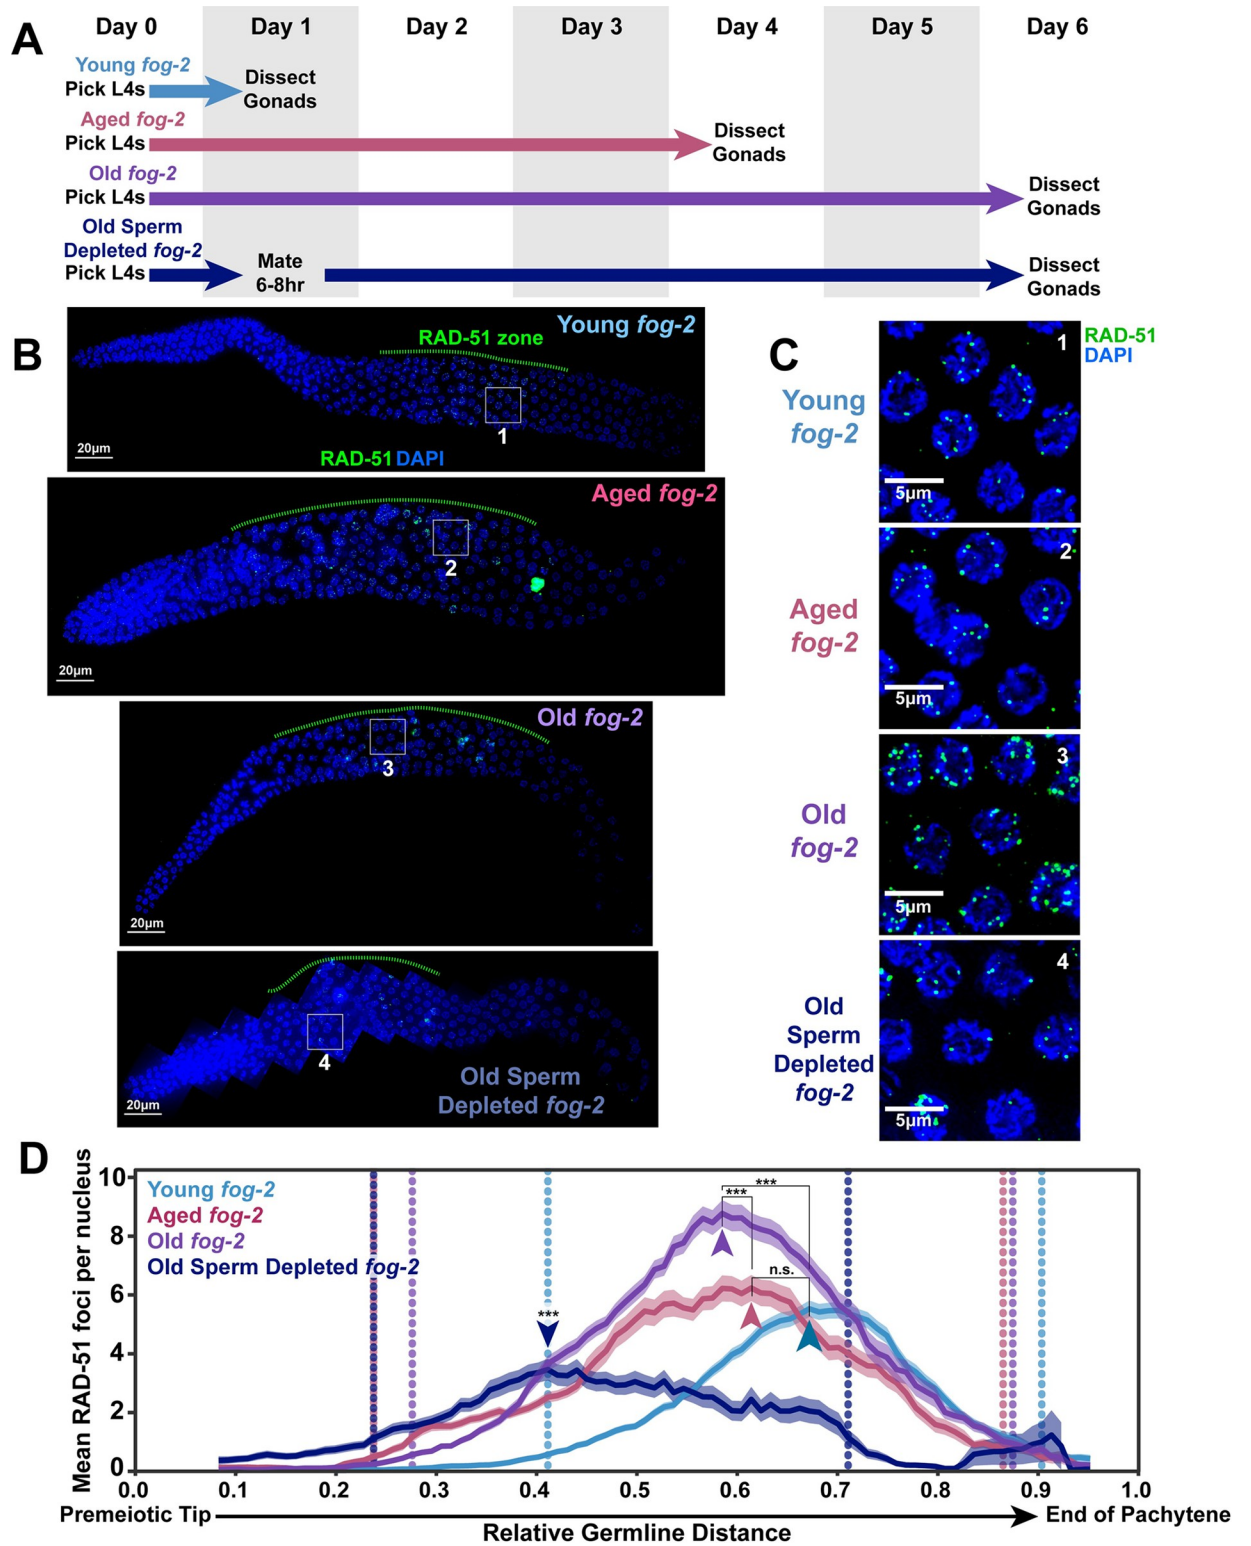 A
Day 0 Day 1 Day 2 Day 3 Day 4 Day 5 Day 6
Young fog-2
Pick L4s
Dissect
Gonads
Aged fog-2
Pick L4s
Dissect
Gonads
Old fog-2
Pick L4s
Dissect
Gonads
Old Sperm
Depleted fog-2
Pick L4s
Mate
6-8hr
Dissect
Gonads
B
Young fog-2
RAD-51 zone
1
20µm
RAD-51 DAPI
Aged fog-2
2
20µm
Old fog-2
3
20µm
4
20µm
Old Sperm
Depleted fog-2
C
RAD-51
DAPI
Young
fog-2
1
5µm
Aged
fog-2
2
5µm
Old
fog-2
3
5µm
Old
Sperm
Depleted
fog-2
4
5µm
D
Mean RAD-51 foci per nucleus
10
8
6
4
2
0
Young fog-2
Aged fog-2
Old fog-2
Old Sperm Depleted fog-2
***
***
n.s.
***
0.0 0.1 0.2 0.3 0.4 0.5 0.6 0.7 0.8 0.9 1.0
Premeiotic Tip
End of Pachytene
Relative Germline Distance